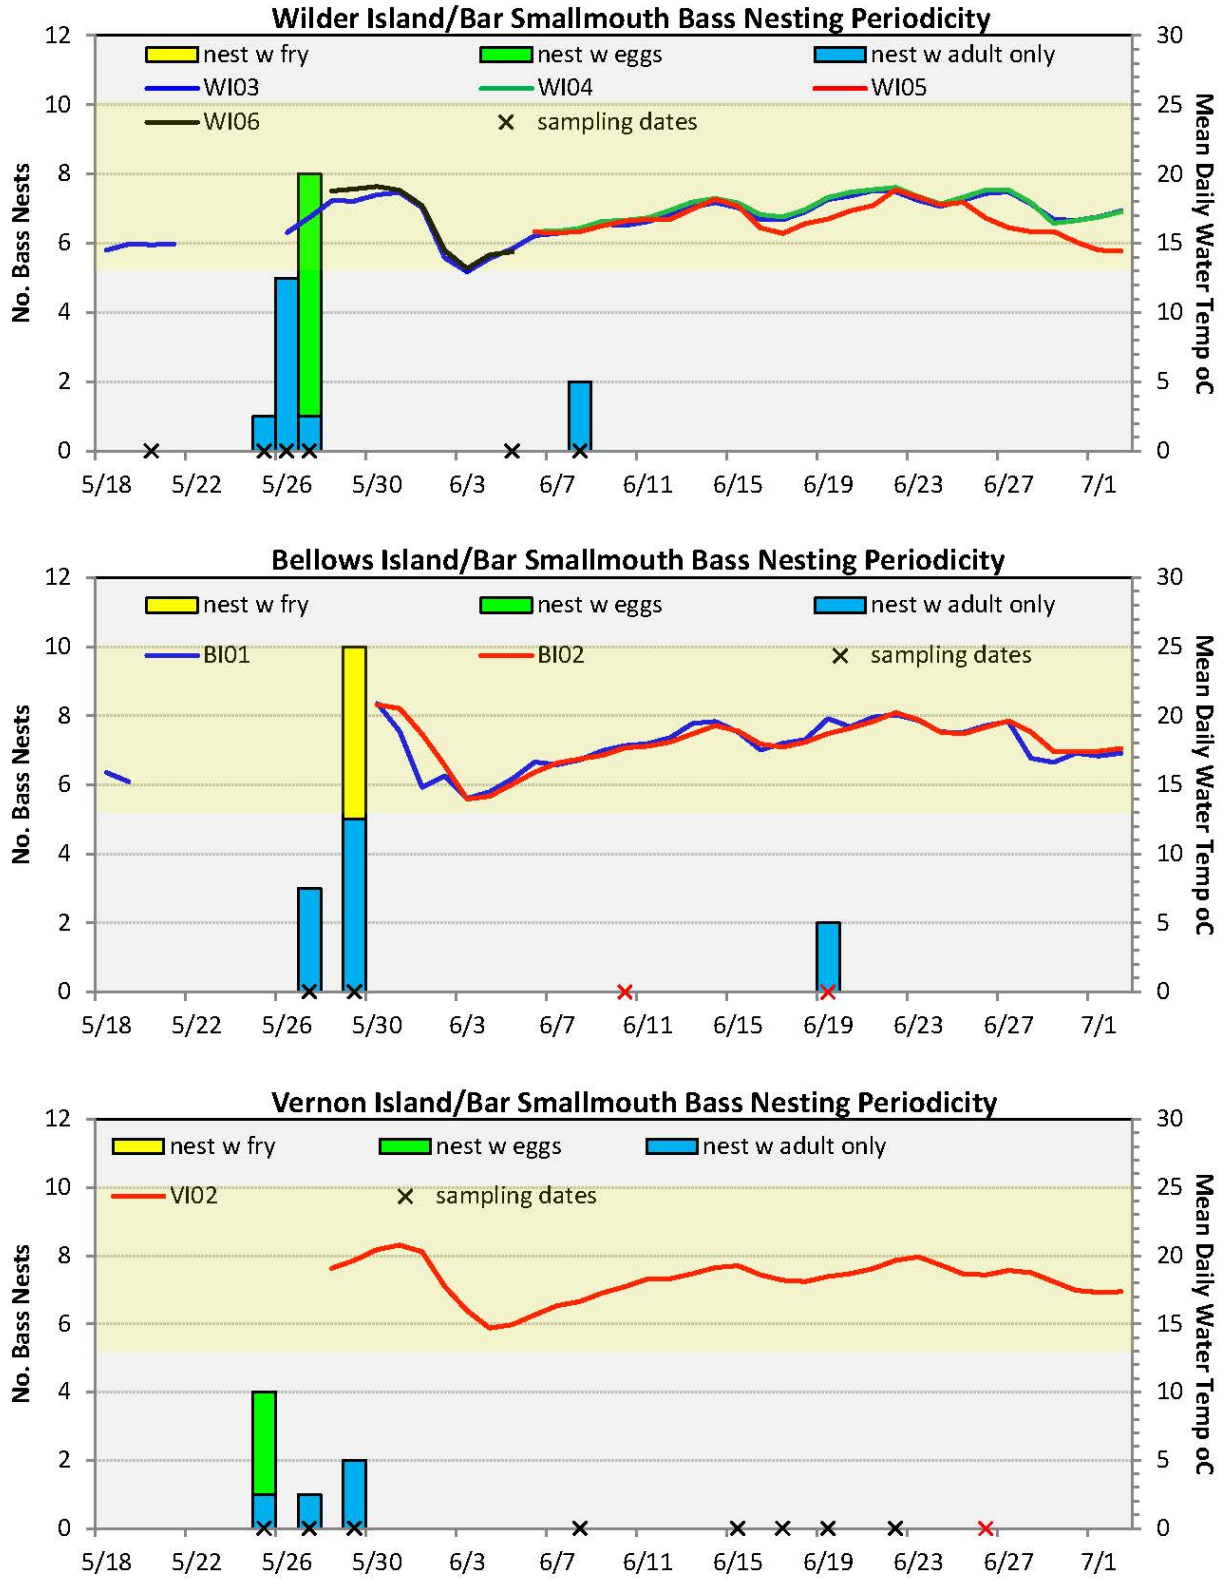 Wilder Island/Bar Smallmouth Bass Nesting Periodicity
nest w fry nest w eggs nest w adult only
WI03 WI04 WI05
WI06 sampling dates
No. Bass Nests
12
10
8
6
4
2
0
30
25
20
15
10
5
0
Mean Daily Water Temp oC
5/18 5/22 5/26 5/30 6/3 6/7 6/11 6/15 6/19 6/23 6/27 7/1
Bellows Island/Bar Smallmouth Bass Nesting Periodicity
nest w fry nest w eggs nest w adult only
BI01 BI02 sampling dates
No. Bass Nests
12
10
8
6
4
2
0
30
25
20
15
10
5
0
Mean Daily Water Temp oC
5/18 5/22 5/26 5/30 6/3 6/7 6/11 6/15 6/19 6/23 6/27 7/1
Vernon Island/Bar Smallmouth Bass Nesting Periodicity
nest w fry nest w eggs nest w adult only
VI02 sampling dates
No. Bass Nests
12
10
8
6
4
2
0
30
25
20
15
10
5
0
Mean Daily Water Temp oC
5/18 5/22 5/26 5/30 6/3 6/7 6/11 6/15 6/19 6/23 6/27 7/1